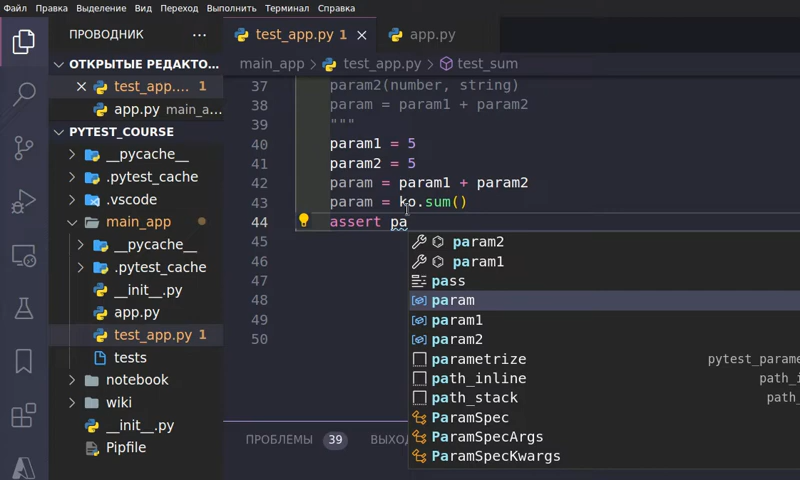 Файл Правка Выделение Вид Переход Выполнить Терминал Справка
ПРОВОДНИК ...
test_app.py 1
app.py
main_app > test_app.py > test_sum
ОТКРЫТЫЕ РЕДАКТО...
test_app.... 1
app.py main_a...
PYTEST_COURSE
__pycache__
.pytest_cache
.vscode
main_app
__pycache__
.pytest_cache
__init__.py
app.py
test_app.py 1
tests
notebook
wiki
__init__.py
Pipfile
37 param2(number, string)
38 param = param1 + param2
39 """
40 param1 = 5
41 param2 = 5
42 param = param1 + param2
43 param = ko.sum()
44 assert pa
45
46
47
48
49
50
param2
param1
pass
param
param1
param2
parametrize pytest_parame
path_inline path_i
path_stack path_
ParamSpec
ParamSpecArgs
ParamSpecKwargs
ПРОБЛЕМЫ 39 ВЫХОД